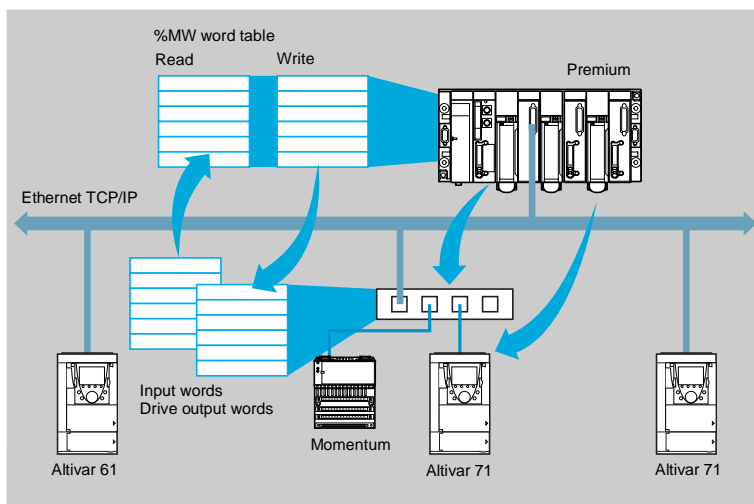 %MW word table
Read
Write
Premium
Ethernet TCP/IP
Input words
Drive output words
Momentum
Altivar 61
Altivar 71
Altivar 71